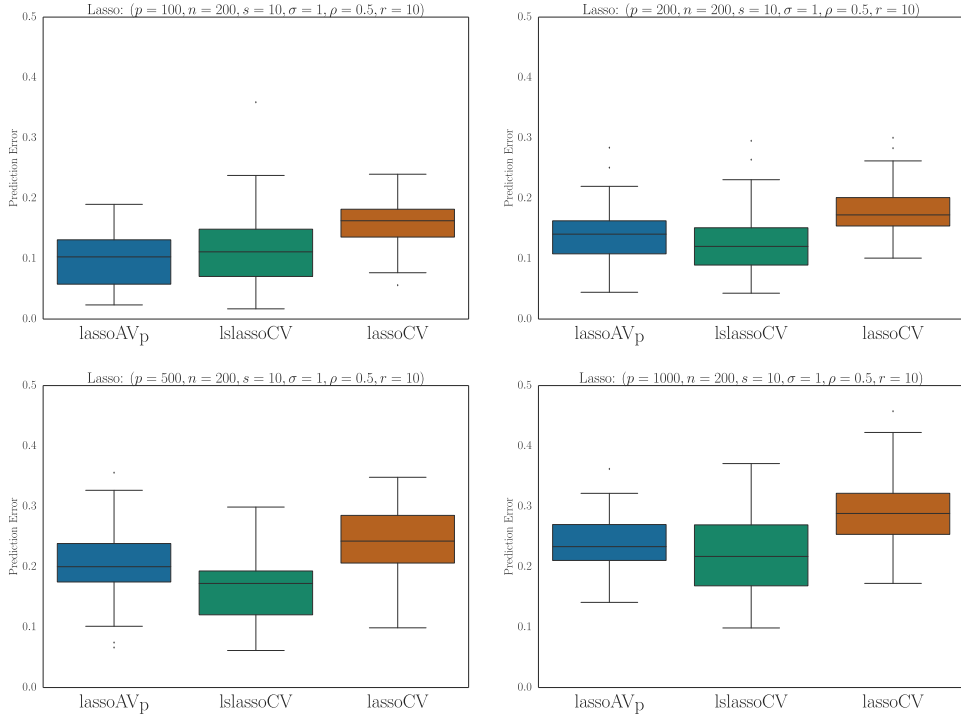 Lasso: (p = 100, n = 200, s = 10, σ = 1, ρ = 0.5, r = 10)
0.5
0.4
0.3
0.2
0.1
0.0
Prediction Error
lassoAVp lslassoCV lassoCV
Lasso: (p = 200, n = 200, s = 10, σ = 1, ρ = 0.5, r = 10)
0.5
0.4
0.3
0.2
0.1
0.0
Prediction Error
lassoAVp lslassoCV lassoCV
Lasso: (p = 500, n = 200, s = 10, σ = 1, ρ = 0.5, r = 10)
0.5
0.4
0.3
0.2
0.1
0.0
Prediction Error
lassoAVp lslassoCV lassoCV
Lasso: (p = 1000, n = 200, s = 10, σ = 1, ρ = 0.5, r = 10)
0.5
0.4
0.3
0.2
0.1
0.0
Prediction Error
lassoAVp lslassoCV lassoCV